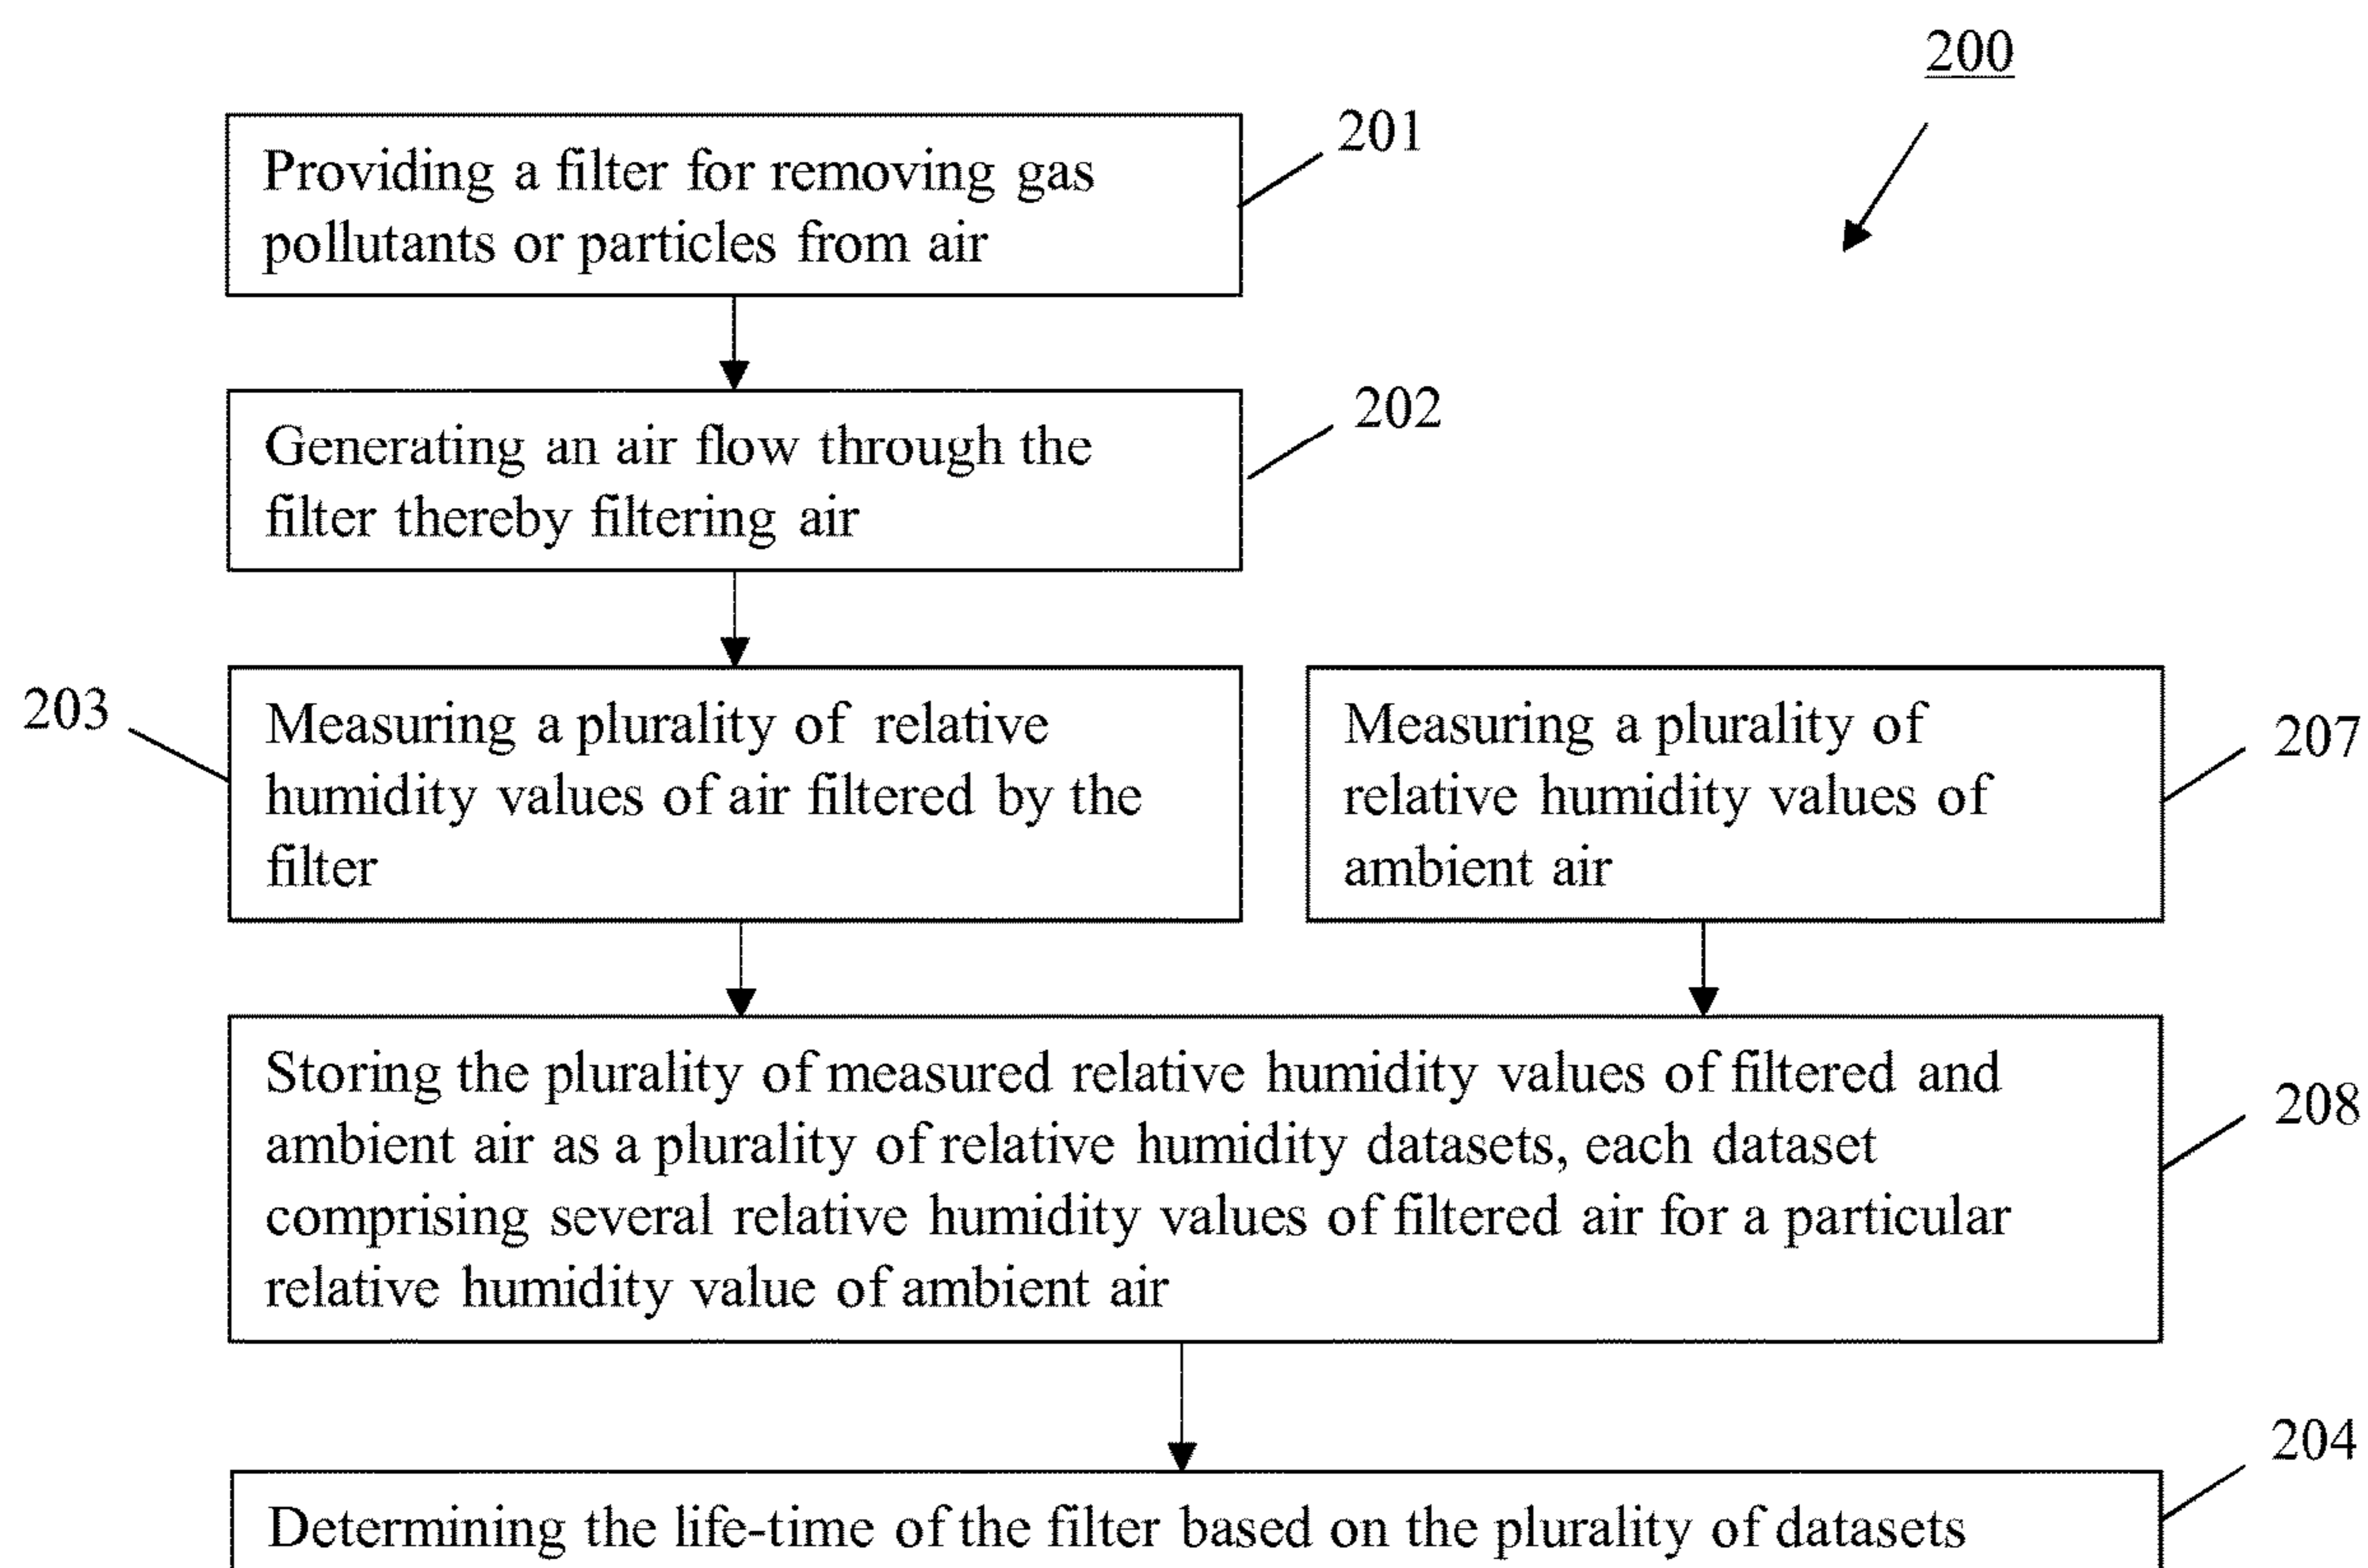 200
201
Providing a filter for removing gas
pollutants or particles from air
202
Generating an air flow through the
filter thereby filtering air
203
Measuring a plurality of relative
humidity values of air filtered by the
filter
Measuring a plurality of
relative humidity values of
ambient air
207
Storing the plurality of measured relative humidity values of filtered and
ambient air as a plurality of relative humidity datasets, each dataset
comprising several relative humidity values of filtered air for a particular
relative humidity value of ambient air
208
204
Determining the life-time of the filter based on the plurality of datasets